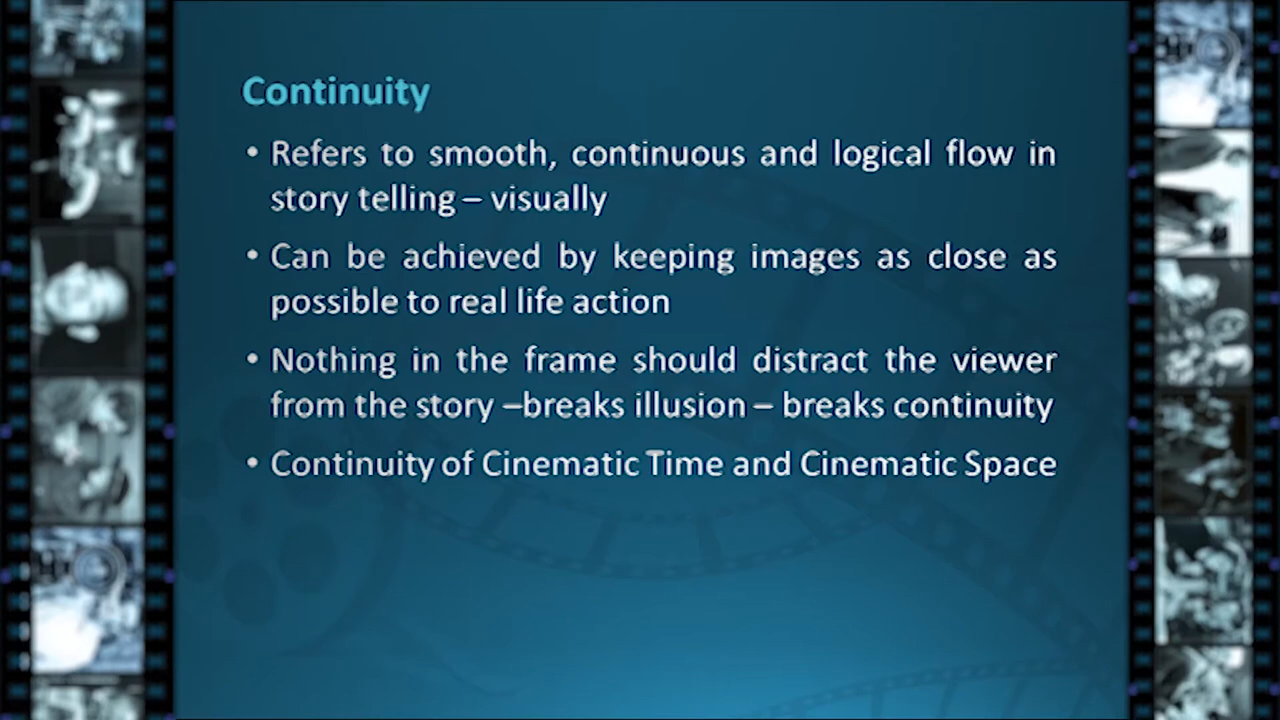 Continuity
• Refers to smooth, continuous and logical flow in
story telling – visually
• Can be achieved by keeping images as close as
possible to real life action
• Nothing in the frame should distract the viewer
from the story –breaks illusion – breaks continuity
• Continuity of Cinematic Time and Cinematic Space